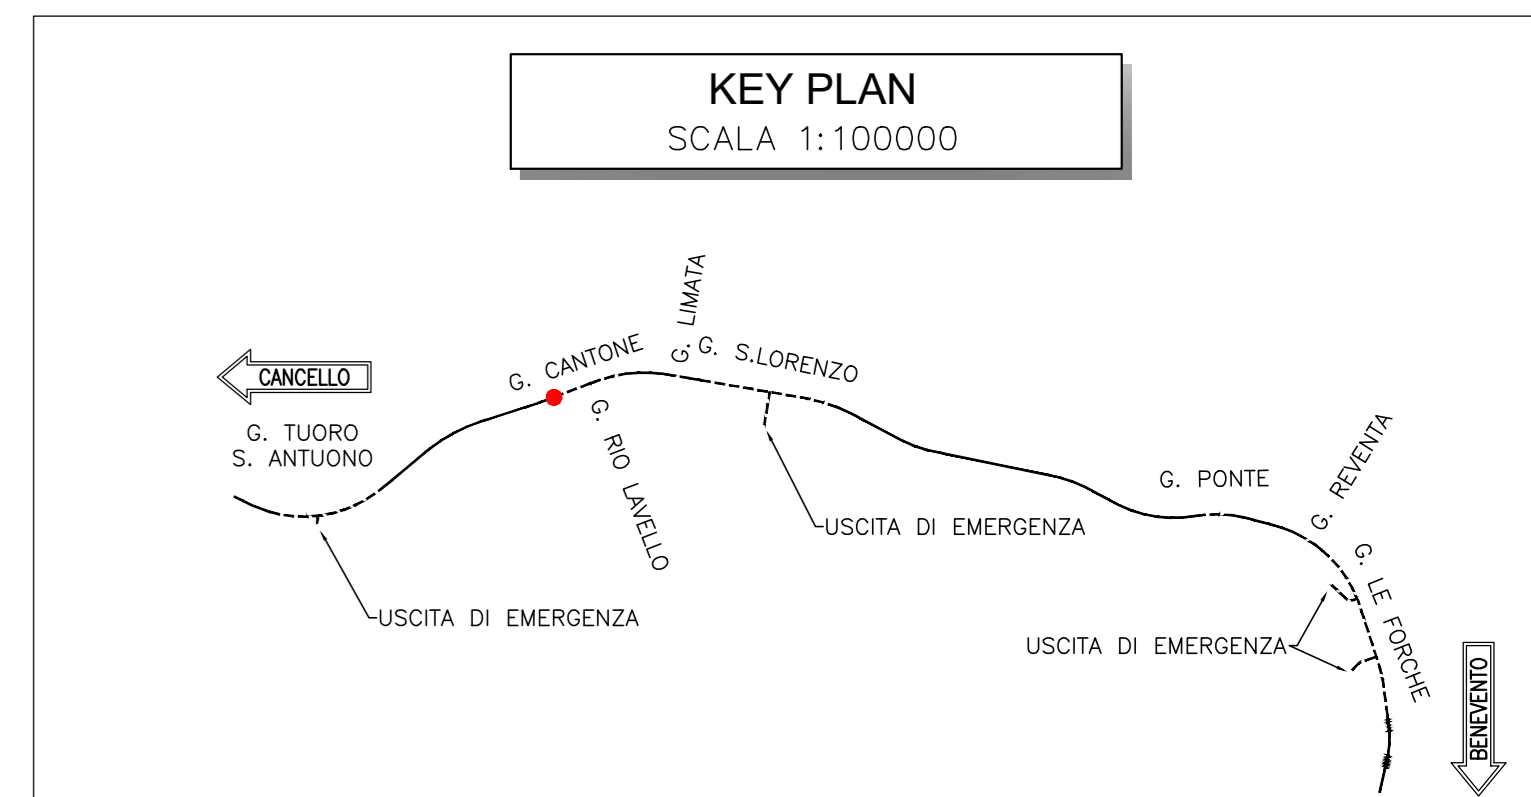 KEY PLAN
SCALA 1:100000
G. LIMATA
G. CANTONE
G. S.LORENZO
CANCELLO
G. TUORO
S. ANTUONO
G. RIO LAVELLO
G. REVENTA
G. PONTE
USCITA DI EMERGENZA
G. LE FORCHE
USCITA DI EMERGENZA
USCITA DI EMERGENZA
BENEVENTO